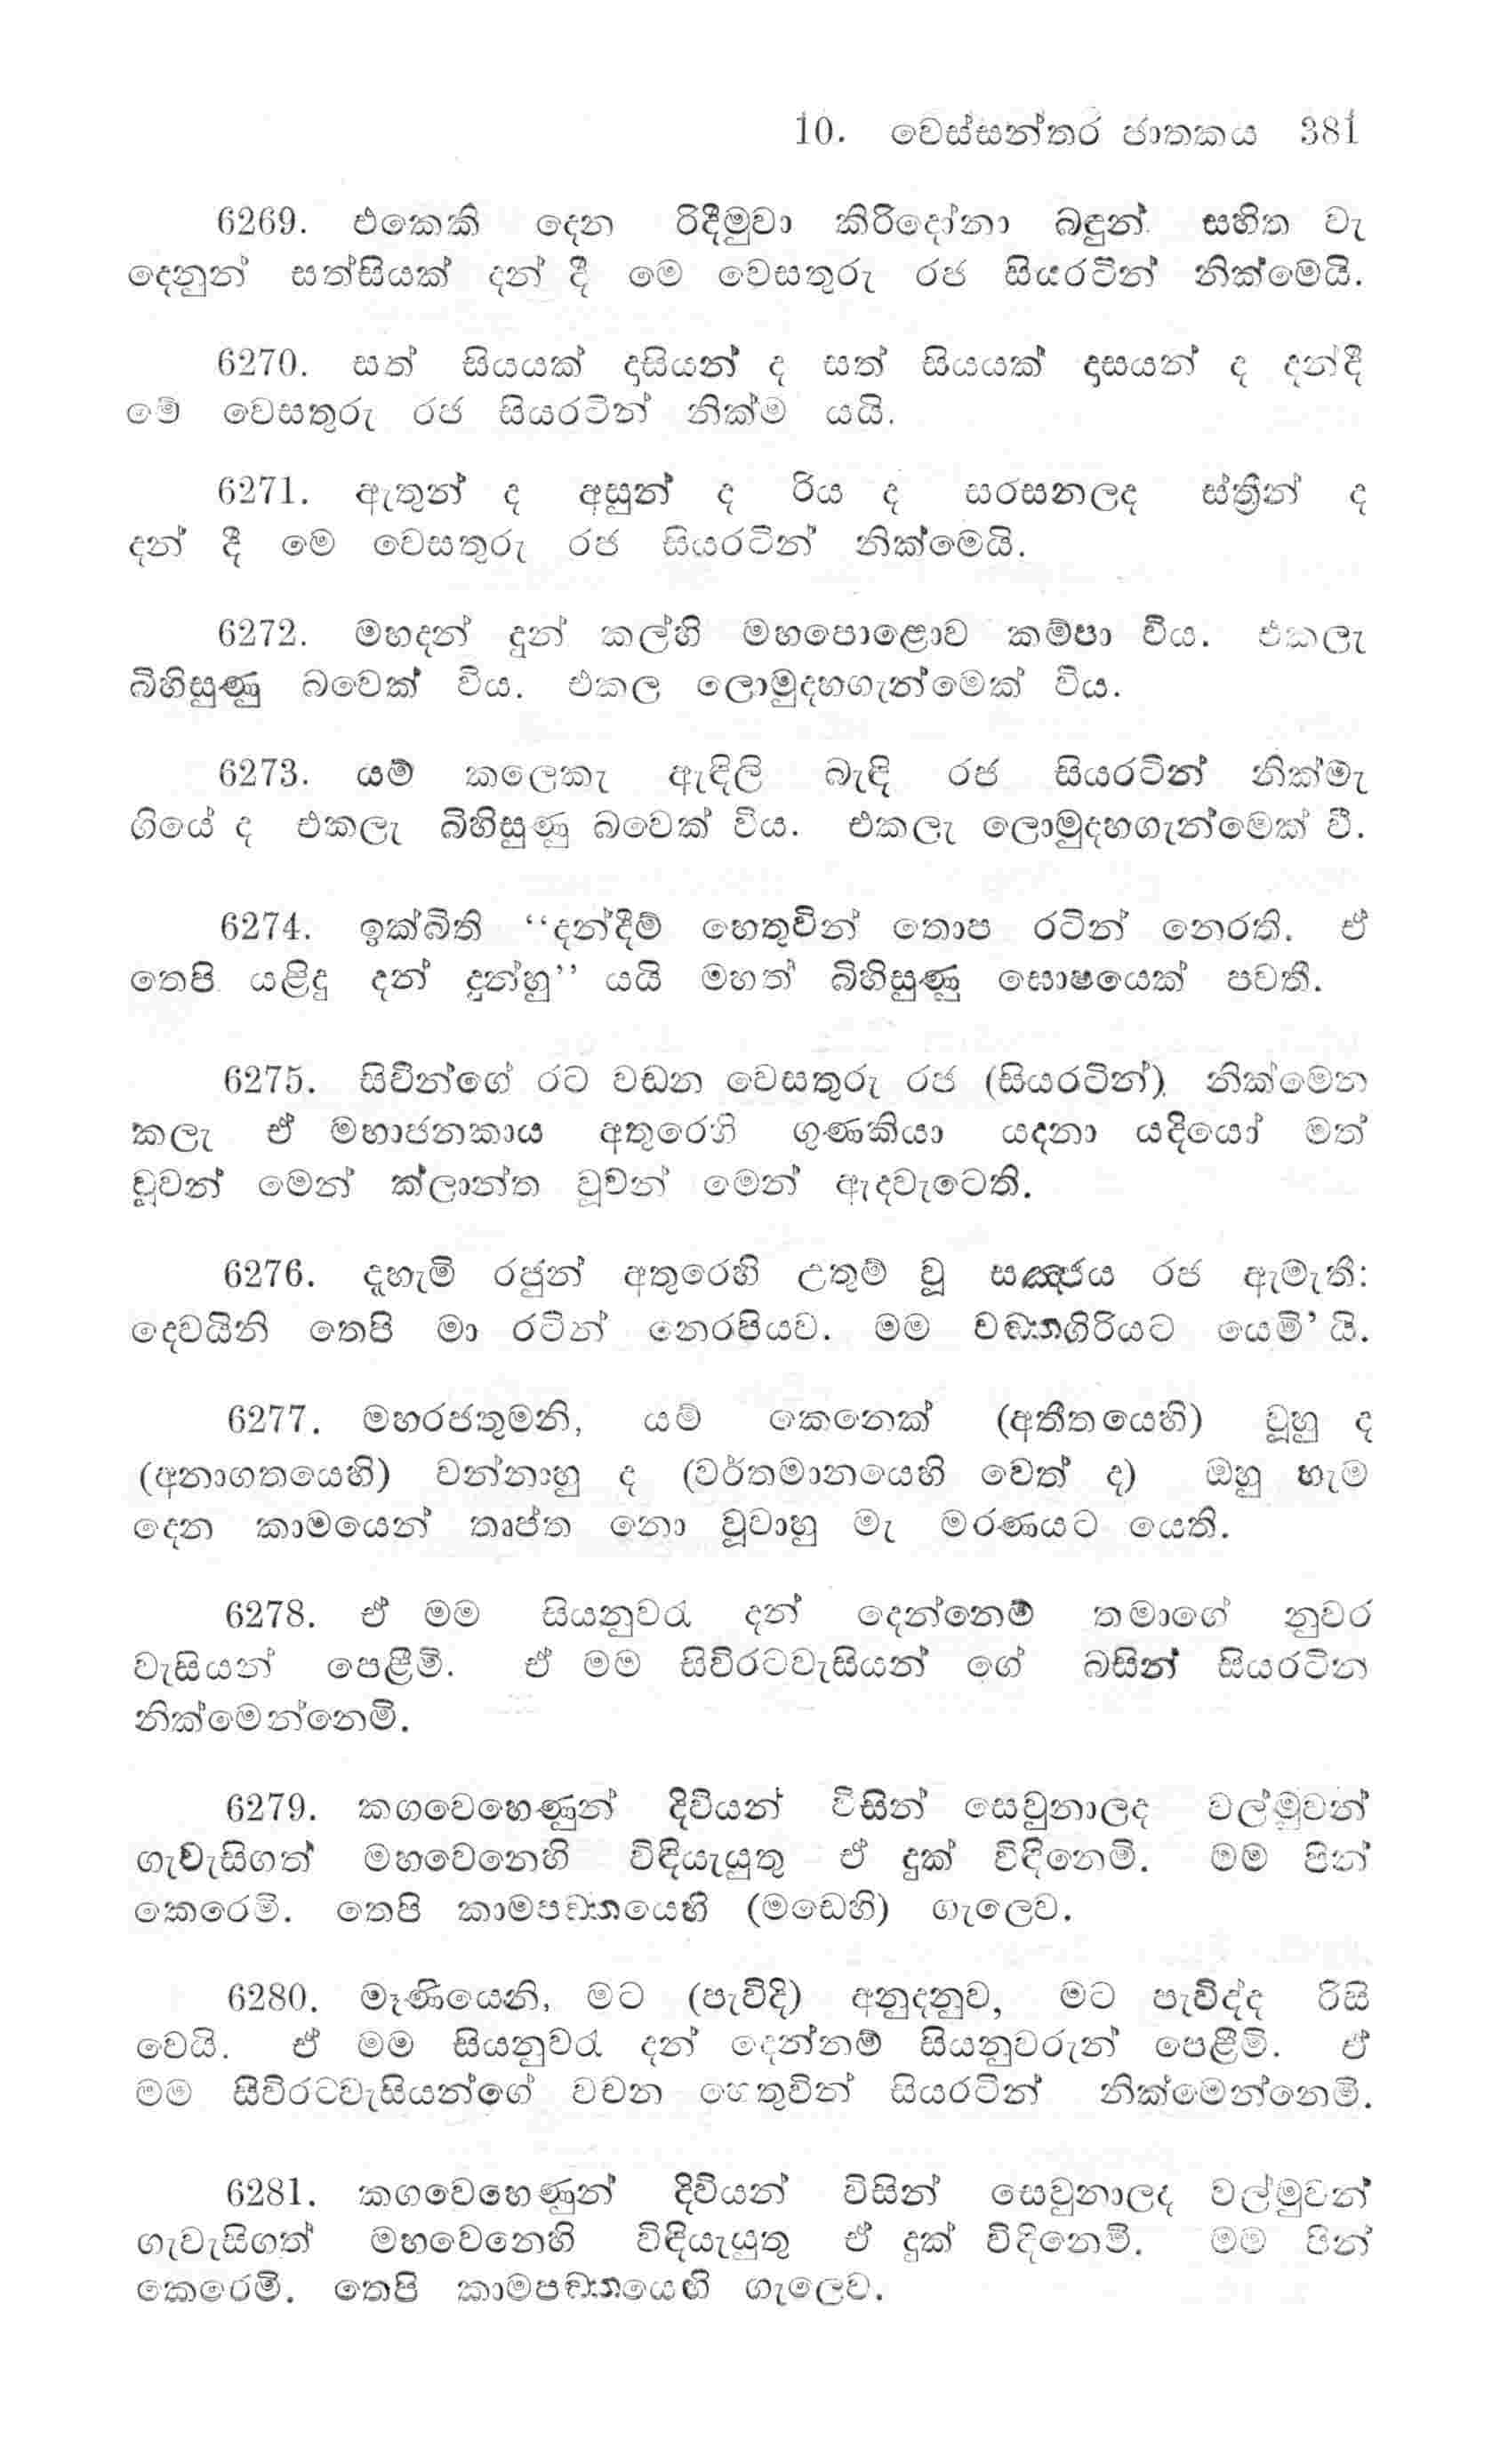 10. වෙස්සන්තර ජාතකය 381
6269. එකෙකි දෙන රිදීමුවා කිරිදෝනා බඳුන් සහිත වැ
දෙනුන් සත්සියක් දන් දී මෙ වෙසතුරු රජ සියරටින් නික්මෙයි.
6270. සත් සියයක් දාසියන් ද සත් සියයක් දාසයන් ද දන්දී
මේ වෙසතුරු රජ සියරටින් නික්ම යයි.
6271. ඇතුන් ද අසුන් ද රිය ද සරසනලද ස්ත්‍රීන් ද
දන් දී මෙ වෙසතුරු රජ සියරටින් නික්මෙයි.
6272. මහදන් දුන් කල්හි මහපොළොව කම්පා විය. එකලැ
බිහිසුණු බවෙක් විය. එකල ලොමුදහගැන්මෙක් විය.
6273. යම් කලෙකැ ඇඳිලි බැඳි රජ සියරටින් නික්මැ
ගියේ ද එකලැ බිහිසුණු බවෙක් විය. එකලැ ලොමුදහගැන්මෙක් වී.
6274. ඉක්බිති “දන්දීම් හෙතුවින් තොප රටින් නෙරති. ඒ
තෙපි යළිදු දන් දුන්හු” යයි මහත් බිහිසුණු ඝොෂයෙක් පවතී.
6275. සිවීන්ගේ රට වඩන වෙසතුරු රජ (සියරටින්) නික්මෙන
කලැ ඒ මහාජනකාය අතුරෙහි ගුණකියා යදනා යදියෝ මත්
වූවන් මෙන් ක්ලාන්ත වූවන් මෙන් ඇදවැටෙති.
6276. දැහැමි රජුන් අතුරෙහි උතුම් වූ සඤ්ජය රජ ඇමැතී:
දෙවයිනි තෙපි මා රටින් නෙරපියව. මම වඞ්කගිරියට යෙමි’ යි.
6277. මහරජතුමනි, යම් කෙනෙක් (අතීතයෙහි) වූහු ද
(අනාගතයෙහි) වන්නාහු ද (වර්තමානයෙහි වෙත් ද) ඔහු හැම
දෙන කාමයෙන් තෘප්ත නො වූවාහු මැ මරණයට යෙති.
6278. ඒ මම සියනුවරැ දන් දෙන්නෙම් තමාගේ නුවර
වැසියන් පෙළීමි. ඒ මම සිවිරටවැසියන් ගේ බසින් සියරටින
නික්මෙන්නෙමි.
6279. කගවෙහෙණුන් දිවියන් විසින් සෙවුනාලද වල්මුවන්
ගැවැසිගත් මහවෙනෙහි විඳියැයුතු ඒ දුක් විඳිනෙමි. මම පින්
කෙරෙමි. තෙපි කාමපඞ්කයෙහි (මඩෙහි) ගැලෙව.
6280. මෑණියෙනි, මට (පැවිදි) අනුදනුව, මට පැවිද්ද රිසි
වෙයි. ඒ මම සියනුවරැ දන් දෙන්නම් සියනුවරුන් පෙළීමි. ඒ
මම සිවිරටවැසියන්ගේ වචන හෙතුවින් සියරටින් නික්මෙන්නෙමි.
6281. කගවෙහෙණුන් දිවියන් විසින් සෙවුනාලද වල්මුවන්
ගැවැසිගත් මහවෙනෙහි විඳියැයුතු ඒ දුක් විඳිනෙමි. මම පින්
කෙරෙමි. තෙපි කාමපඞ්කයෙහි ගැලෙව.